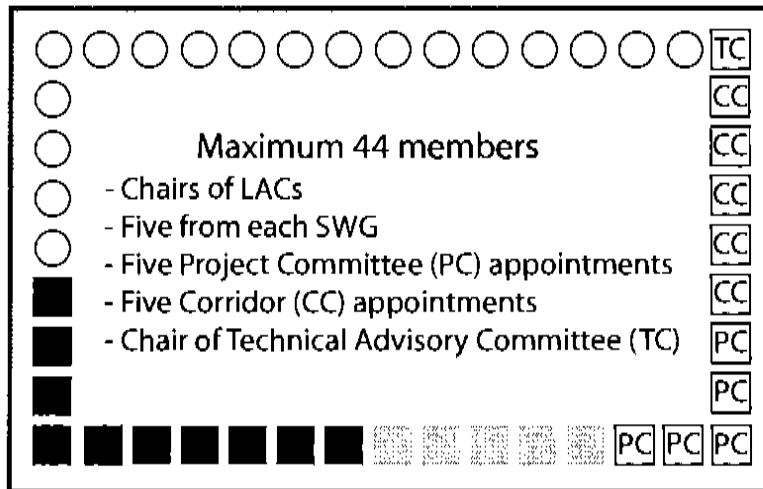 TC
CC
CC
Maximum 44 members
- Chairs of LACs
CC
- Five from each SWG
CC
- Five Project Committee (PC) appointments
- Five Corridor (CC) appointments
CC
- Chair of Technical Advisory Committee (TC)
PC
PC
PC PC PC